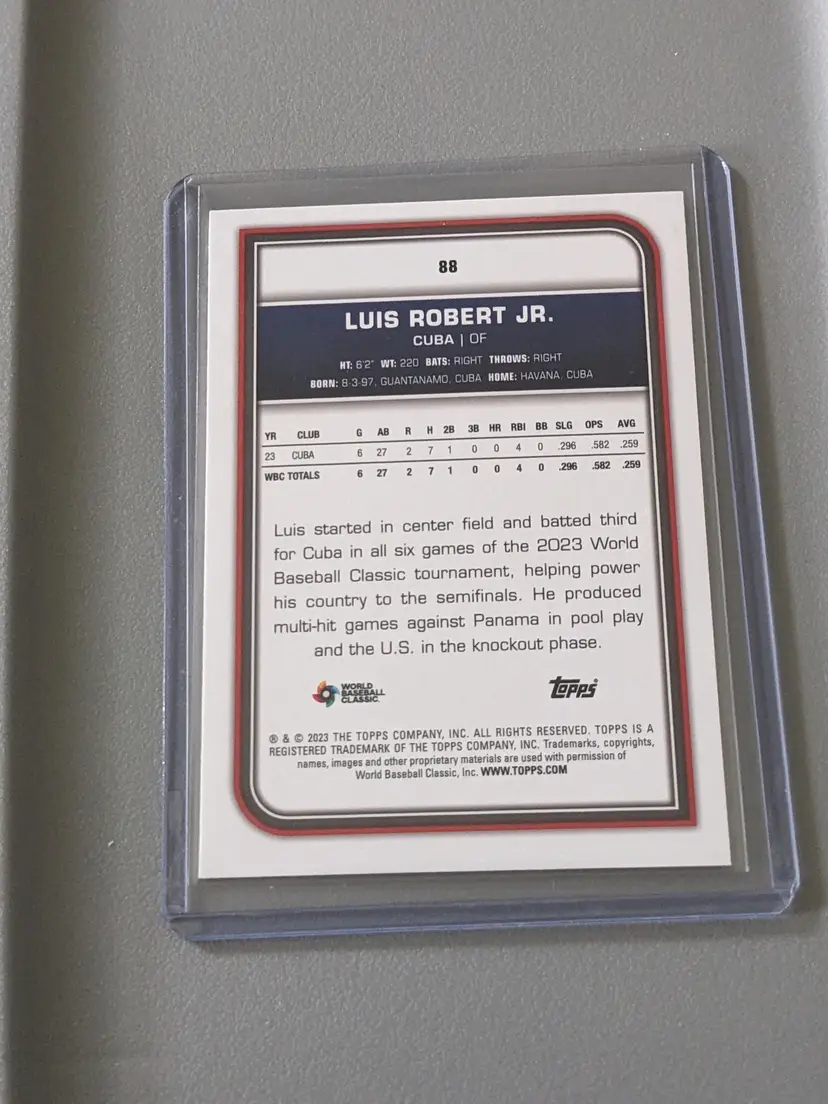 88
LUIS ROBERT JR.
CUBA | OF
HT: 6'2" WT: 220 BATS: RIGHT THROWS: RIGHT
BORN: 8-3-97, GUANTANAMO, CUBA HOME: HAVANA, CUBA
YR CLUB G AB R H 2B 3B HR RBI BB SLG OPS AVG
23 CUBA 6 27 2 7 1 0 0 4 0 .296 .582 .259
WBC TOTALS 6 27 2 7 1 0 0 4 0 .296 .582 .259
Luis started in center field and batted third
for Cuba in all six games of the 2023 World
Baseball Classic tournament, helping power
his country to the semifinals. He produced
multi-hit games against Panama in pool play
and the U.S. in the knockout phase.
WORLD
BASEBALL
CLASSIC.
topps®
® & © 2023 THE TOPPS COMPANY, INC. ALL RIGHTS RESERVED. TOPPS IS A
REGISTERED TRADEMARK OF THE TOPPS COMPANY, INC. Trademarks, copyrights,
names, images and other proprietary materials are used with permission of
World Baseball Classic, Inc. WWW.TOPPS.COM